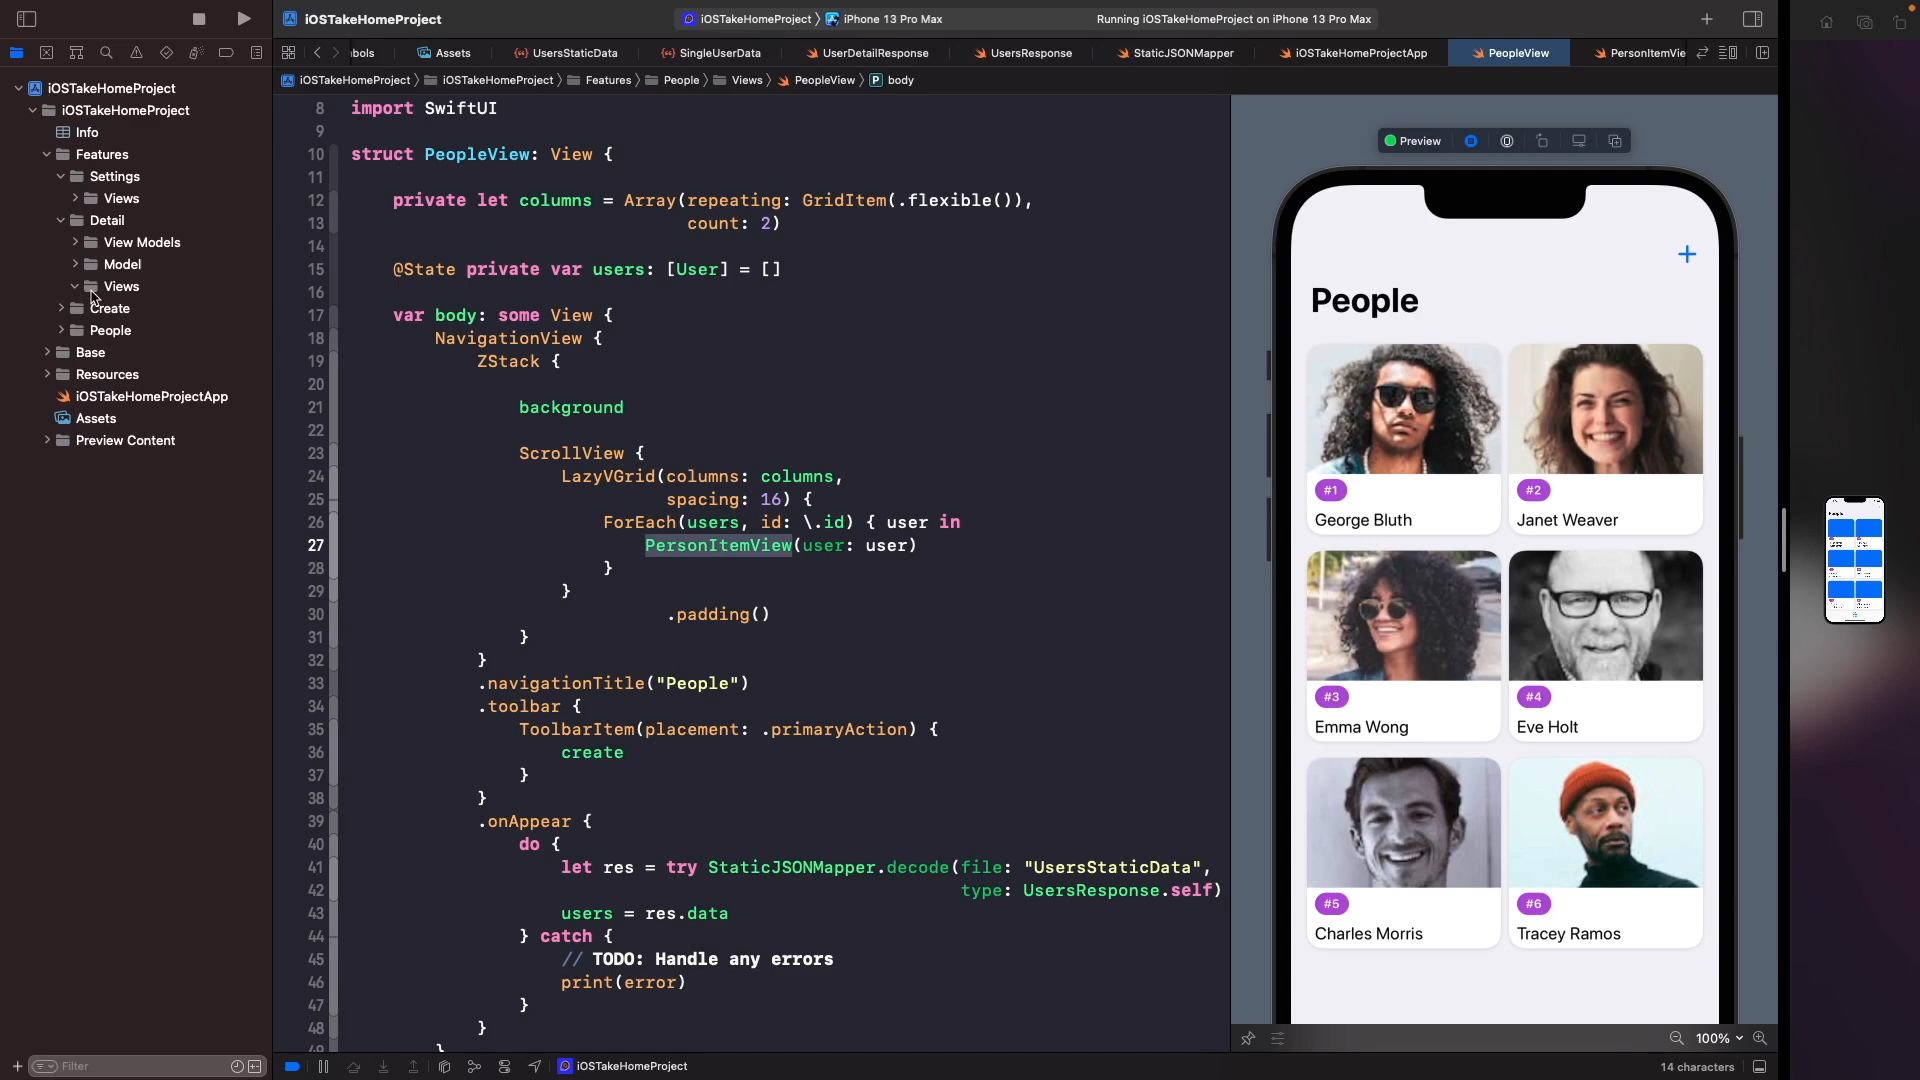 iOSTakeHomeProject
iOSTakeHomeProject
iPhone 13 Pro Max
Running iOSTakeHomeProject on iPhone 13 Pro Max
bols
Assets
UsersStaticData
SingleUserData
UserDetailResponse
UsersResponse
StaticJSONMapper
iOSTakeHomeProjectApp
PeopleView
PersonItemVie
iOSTakeHomeProject
iOSTakeHomeProject
Features
People
Views
PeopleView
P body
iOSTakeHomeProject
iOSTakeHomeProject
Info
Features
Settings
Views
Detail
View Models
Model
Views
Create
People
Base
Resources
iOSTakeHomeProjectApp
Assets
Preview Content
Filter
8 import SwiftUI
9
10 struct PeopleView: View {
11
12 private let columns = Array(repeating: GridItem(.flexible()),
13 count: 2)
14
15 @State private var users: [User] = []
16
17 var body: some View {
18 NavigationView {
19 ZStack {
20
21 background
22
23 ScrollView {
24 LazyVGrid(columns: columns,
25 spacing: 16) {
26 ForEach(users, id: \.id) { user in
27 PersonItemView(user: user)
28 }
29 }
30 .padding()
31 }
32 }
33 .navigationTitle("People")
34 .toolbar {
35 ToolbarItem(placement: .primaryAction) {
36 create
37 }
38 }
39 .onAppear {
40 do {
41 let res = try StaticJSONMapper.decode(file: "UsersStaticData",
42 type: UsersResponse.self)
43 users = res.data
44 } catch {
45 // TODO: Handle any errors
46 print(error)
47 }
48 }
49 }
Preview
People
#1
George Bluth
#2
Janet Weaver
#3
Emma Wong
#4
Eve Holt
#5
Charles Morris
#6
Tracey Ramos
100%
iOSTakeHomeProject
14 characters